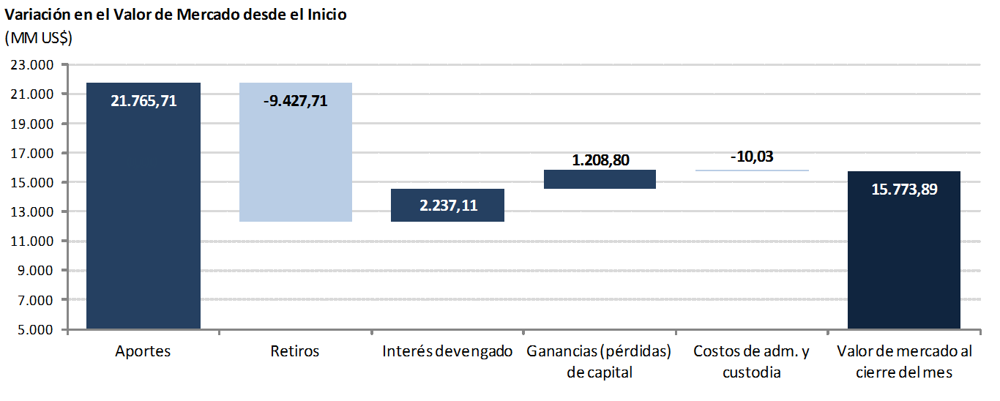 Variación en el Valor de Mercado desde el Inicio
(MM US$)
23.000
21.000
19.000
17.000
15.000
13.000
11.000
9.000
7.000
5.000
21.765,71
-9.427,71
2.237,11
1.208,80
-10,03
15.773,89
Aportes
Retiros
Interés devengado
Ganancias (pérdidas)
de capital
Costos de adm. y
custodia
Valor de mercado al
cierre del mes